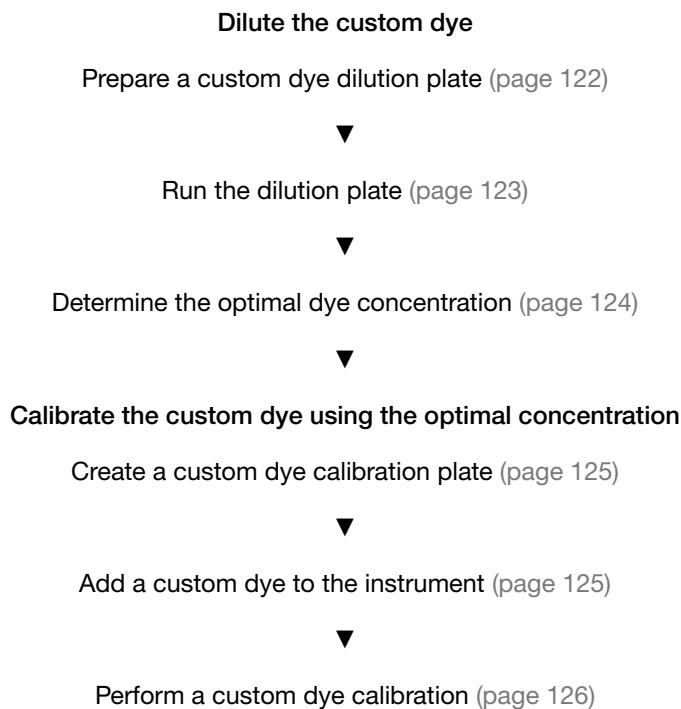 Dilute the custom dye
Prepare a custom dye dilution plate (page 122)
▼
Run the dilution plate (page 123)
▼
Determine the optimal dye concentration (page 124)
▼
Calibrate the custom dye using the optimal concentration
Create a custom dye calibration plate (page 125)
▼
Add a custom dye to the instrument (page 125)
▼
Perform a custom dye calibration (page 126)